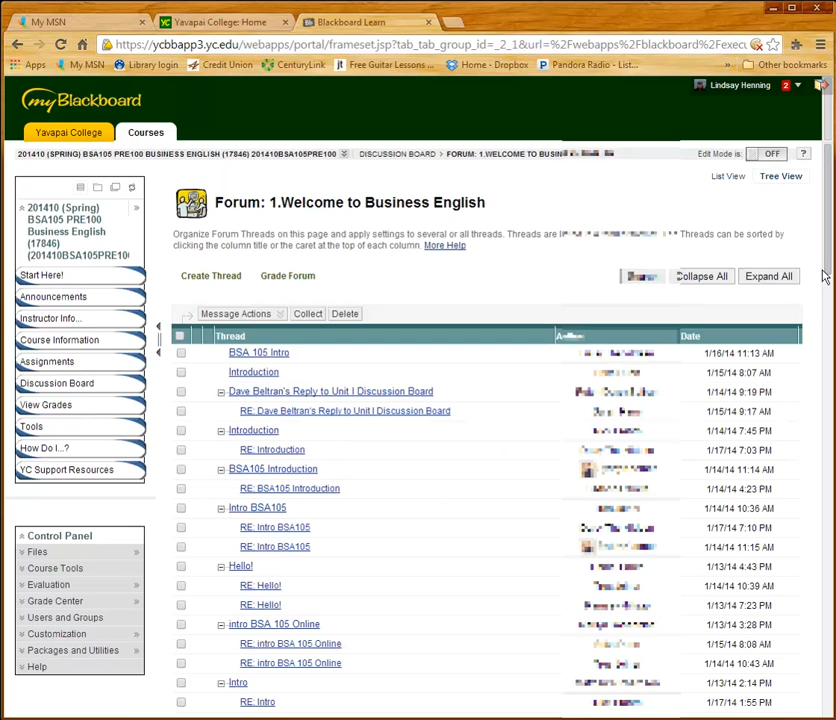 My MSN
Yavapai College: Home
Blackboard Learn
https://ycbbapp3.yc.edu/webapps/portal/frameset.jsp?tab_tab_group_id=_2_1&url=%2Fwebapps%2Fblackboard%2Fexec
Apps My MSN Library login Credit Union CenturyLink Free Guitar Lessons ... Home - Dropbox Pandora Radio - List... » Other bookmarks
Lindsay Henning 2
myBlackboard
Yavapai College Courses
201410 (SPRING) BSA105 PRE100 BUSINESS ENGLISH (17846) 201410BSA105PRE100 DISCUSSION BOARD > FORUM: 1.WELCOME TO
Edit Mode is: OFF ?
List View Tree View
201410 (Spring)
BSA105 PRE100
Business English
(17846)
(201410BSA105PRE10
Start Here!
Announcements
Instructor Info...
Course Information
Assignments
Discussion Board
View Grades
Tools
How Do I...?
YC Support Resources
Control Panel
Files
Course Tools
Evaluation
Grade Center
Users and Groups
Customization
Packages and Utilities
Help
Forum: 1.Welcome to Business English
Organize Forum Threads on this page and apply settings to several or all threads. Threads are Threads can be sorted by
clicking the column title or the caret at the top of each column. More Help
Create Thread Grade Forum
Collapse All Expand All
Message Actions Collect Delete
Thread Date
BSA 105 Intro 1/16/14 11:13 AM
Introduction 1/15/14 8:07 AM
Dave Beltran's Reply to Unit I Discussion Board 1/14/14 9:19 PM
RE: Dave Beltran's Reply to Unit I Discussion Board 1/15/14 9:17 AM
Introduction 1/14/14 7:45 PM
RE: Introduction 1/17/14 7:03 PM
BSA105 Introduction 1/14/14 11:14 AM
RE: BSA105 Introduction 1/14/14 4:23 PM
Intro BSA105 1/14/14 10:36 AM
RE: Intro BSA105 1/17/14 7:10 PM
RE: Intro BSA105 1/14/14 11:15 AM
Hello! 1/13/14 4:43 PM
RE: Hello! 1/14/14 10:39 AM
RE: Hello! 1/13/14 7:23 PM
intro BSA 105 Online 1/13/14 3:28 PM
RE: intro BSA 105 Online 1/15/14 8:08 AM
RE: intro BSA 105 Online 1/14/14 10:43 AM
Intro 1/13/14 2:14 PM
RE: Intro 1/17/14 1:55 PM